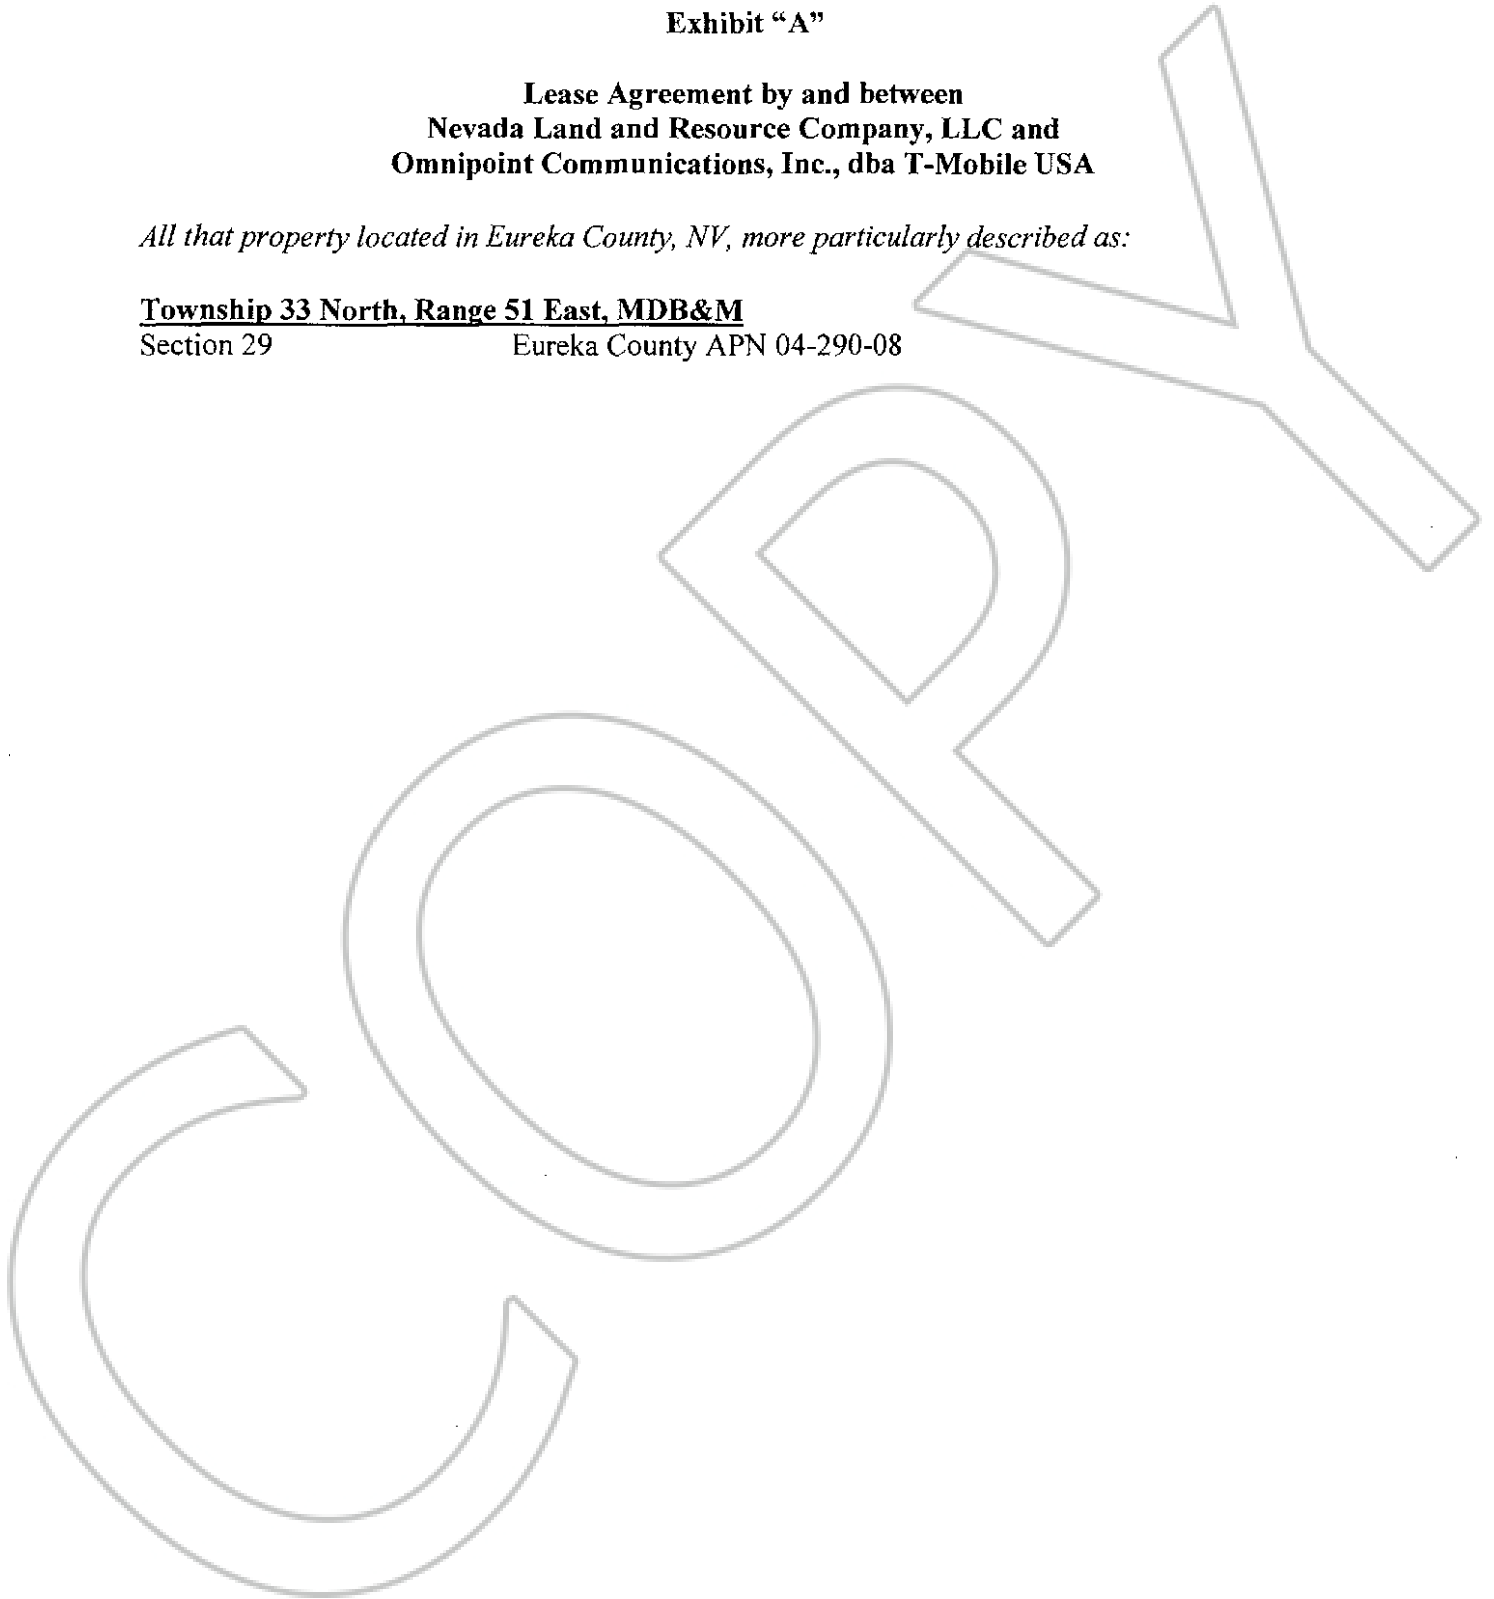 Exhibit “A”
Lease Agreement by and between
Nevada Land and Resource Company, LLC and
Omnipoint Communications, Inc., dba T-Mobile USA
All that property located in Eureka County, NV, more particularly described as:
Township 33 North, Range 51 East, MDB&M
Section 29 Eureka County APN 04-290-08
COPY